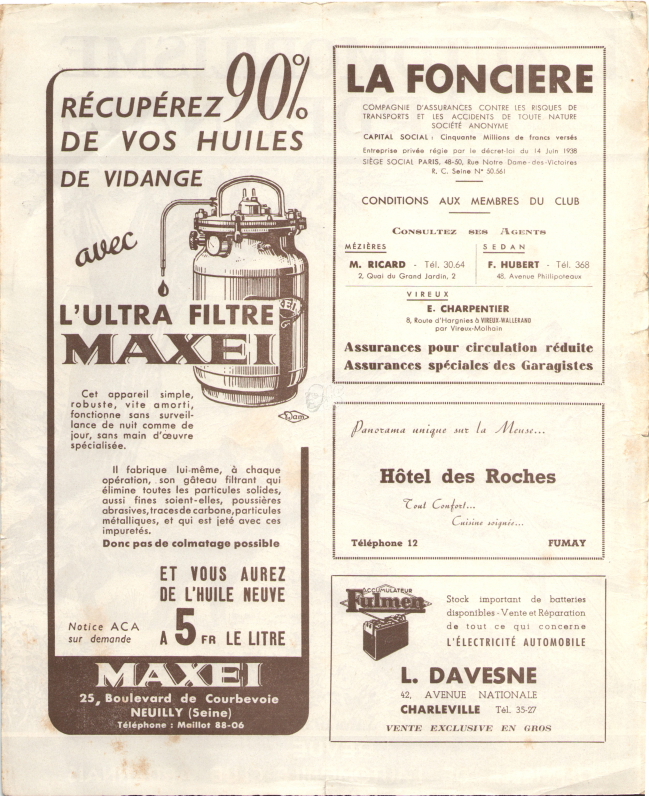 RÉCUPÉREZ 90%
DE VOS HUILES
DE VIDANGE
avec
L'ULTRA FILTRE
MAXEI
Cet appareil simple,
robuste, vite amorti,
fonctionne sans surveil-
lance de nuit comme de
jour, sans main d'œuvre
spécialisée.
Il fabrique lui-même, à chaque
opération, son gâteau filtrant qui
élimine toutes les particules solides,
aussi fines soient-elles, poussières
abrasives, traces de carbone, particules
métalliques, et qui est jeté avec ces
impuretés.
Donc pas de colmatage possible
ET VOUS AUREZ
DE L'HUILE NEUVE
A 5 FR LE LITRE
Notice ACA
sur demande
MAXEI
25, Boulevard de Courbevoie
NEUILLY (Seine)
Téléphone : Maillot 88-06
LA FONCIERE
COMPAGNIE D'ASSURANCES CONTRE LES RISQUES DE
TRANSPORTS ET LES ACCIDENTS DE TOUTE NATURE
SOCIÉTÉ ANONYME
CAPITAL SOCIAL : Cinquante Millions de francs versés
Entreprise privée régie par le décret-loi du 14 Juin 1938
SIÈGE SOCIAL PARIS, 48-50, Rue Notre Dame-des-Victoires
R. C. Seine N° 50.561
CONDITIONS AUX MEMBRES DU CLUB
CONSULTEZ SES AGENTS
MÉZIÈRES
M. RICARD - Tél. 30.64
2, Quai du Grand Jardin, 2
SEDAN
F. HUBERT - Tél. 368
48, Avenue Phillipoteaux
VIREUX
E. CHARPENTIER
8, Route d'Hargnies à VIREUX-WALLERAND
par Vireux-Molhain
Assurances pour circulation réduite
Assurances spéciales des Garagistes
Panorama unique sur la Meuse...
Hôtel des Roches
Tout Confort...
Cuisine soignée...
Téléphone 12 FUMAY
ACCUMULATEUR
Fulmen
Stock important de batteries
disponibles - Vente et Réparation
de tout ce qui concerne
L'ÉLECTRICITÉ AUTOMOBILE
L. DAVESNE
42, AVENUE NATIONALE
CHARLEVILLE Tél. 35-27
VENTE EXCLUSIVE EN GROS